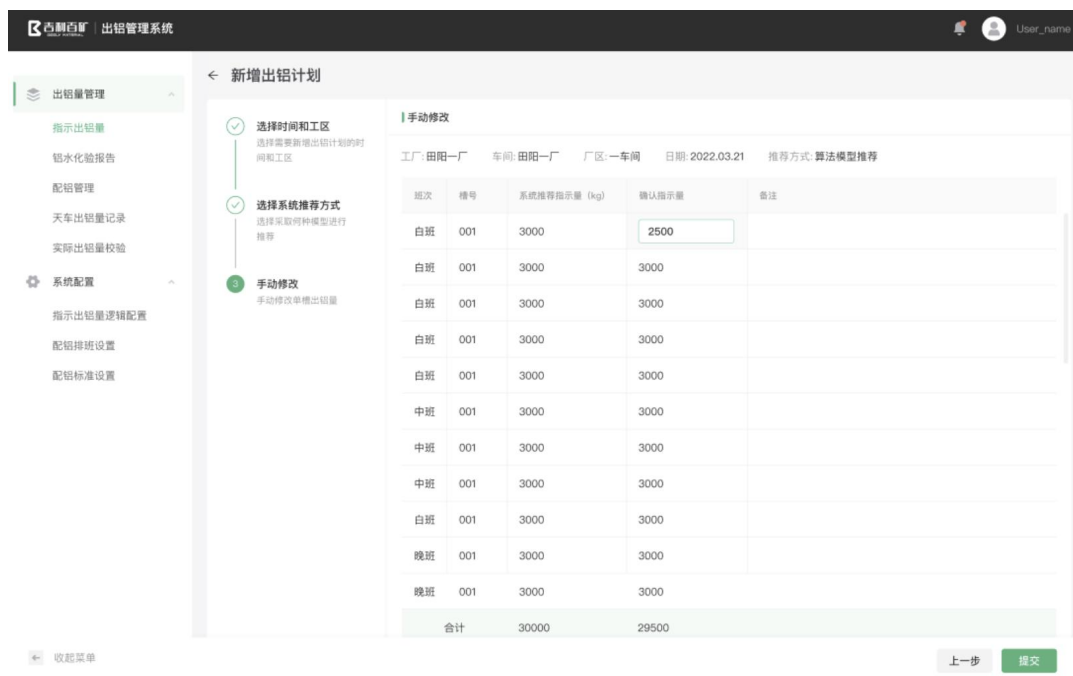 吉利百矿 出铝管理系统
User_name
出铝量管理
指示出铝量
铝水化验报告
配铝管理
天车出铝量记录
实际出铝量校验
系统配置
指示出铝量逻辑配置
配铝排班设置
配铝标准设置
收起菜单
新增出铝计划
选择时间和工区
选择需要新增出铝计划的时
间和工区
选择系统推荐方式
选择采取何种模型进行
推荐
3 手动修改
手动修改单槽出铝量
手动修改
工厂:田阳一厂 车间:田阳一厂 厂区:一车间 日期:2022.03.21 推荐方式:算法模型推荐
班次 槽号 系统推荐指示量（kg） 确认指示量 备注
白班 001 3000 2500
白班 001 3000 3000
白班 001 3000 3000
白班 001 3000 3000
白班 001 3000 3000
中班 001 3000 3000
中班 001 3000 3000
中班 001 3000 3000
白班 001 3000 3000
晚班 001 3000 3000
晚班 001 3000 3000
合计 30000 29500
上一步 提交